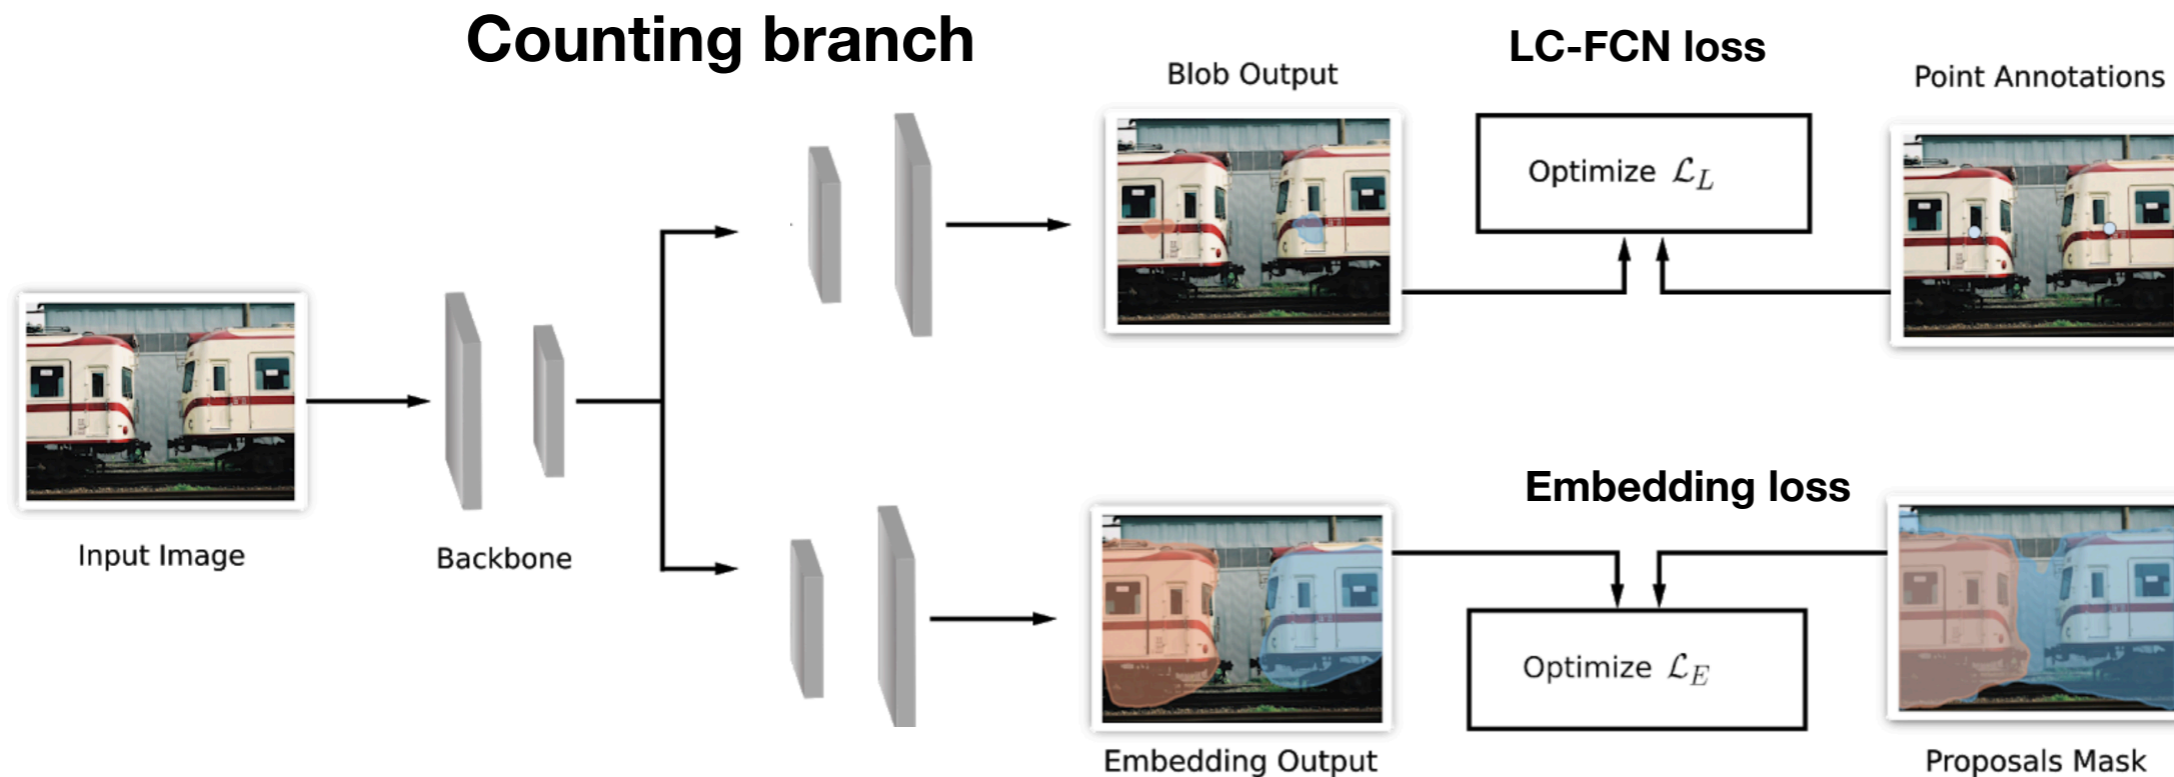 Counting branch
LC-FCN loss
Blob Output
Point Annotations
Optimize 𝓛_L
Input Image
Backbone
Embedding loss
Optimize 𝓛_E
Embedding Output
Proposals Mask